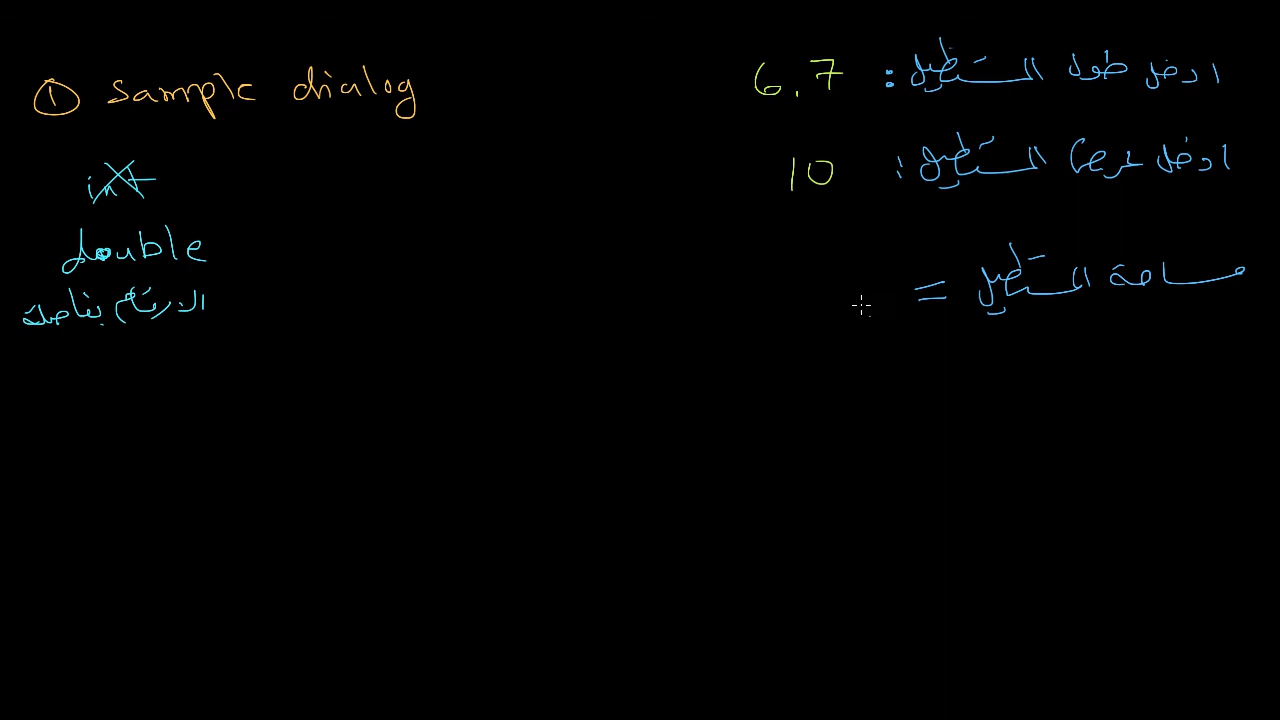 ① sample dialog
int
double
الارقام بفاصلة
ادخل طول المستطيل: 6.7
ادخل عرض المستطيل: 10
مساحة المستطيل =